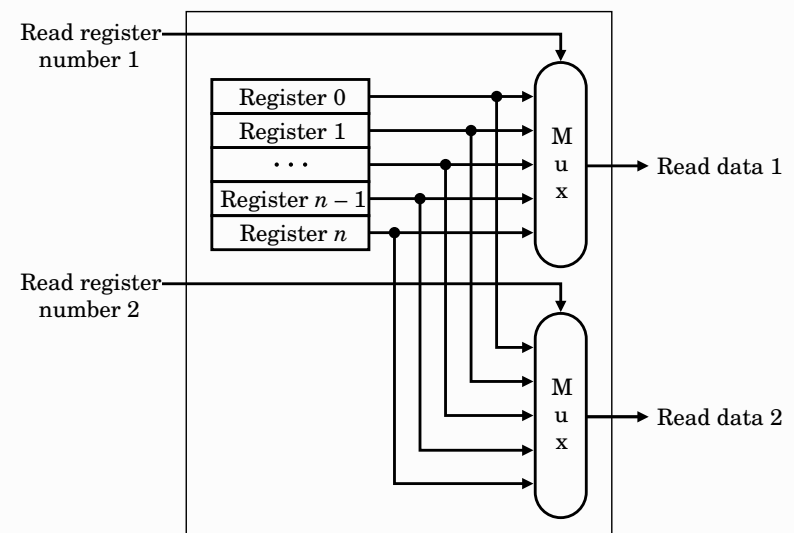 Read register
number 1
Register 0
Register 1
· · ·
Register n – 1
Register n
M
u
x
Read data 1
Read register
number 2
M
u
x
Read data 2